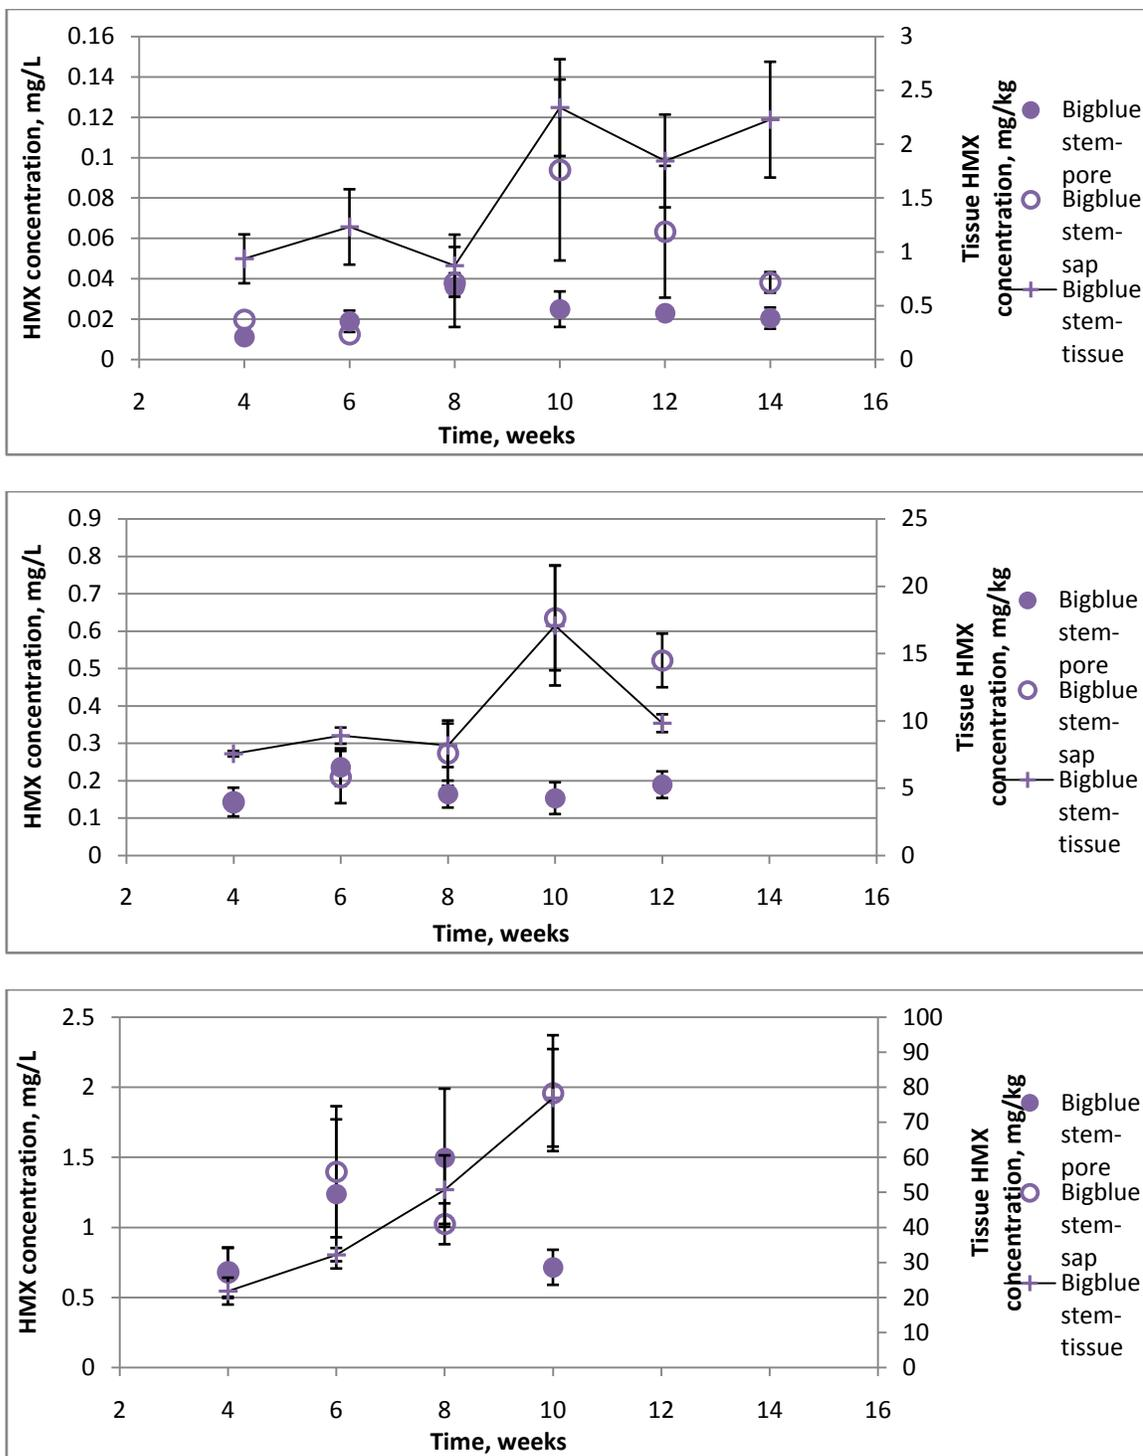 HMX concentration, mg/L
0.16
0.14
0.12
0.1
0.08
0.06
0.04
0.02
0
2 4 6 8 10 12 14 16
Time, weeks
3
2.5
2
1.5
1
0.5
0
Tissue HMX
concentration, mg/kg
Bigblue
stem-
pore
Bigblue
stem-
sap
Bigblue
stem-
tissue
HMX concentration, mg/L
0.9
0.8
0.7
0.6
0.5
0.4
0.3
0.2
0.1
0
2 4 6 8 10 12 14 16
Time, weeks
25
20
15
10
5
0
Tissue HMX
concentration, mg/kg
Bigblue
stem-
pore
Bigblue
stem-
sap
Bigblue
stem-
tissue
HMX concentration, mg/L
2.5
2
1.5
1
0.5
0
2 4 6 8 10 12 14 16
Time, weeks
100
90
80
70
60
50
40
30
20
10
0
Tissue HMX
concentration, mg/kg
Bigblue
stem-
pore
Bigblue
stem-
sap
Bigblue
stem-
tissue